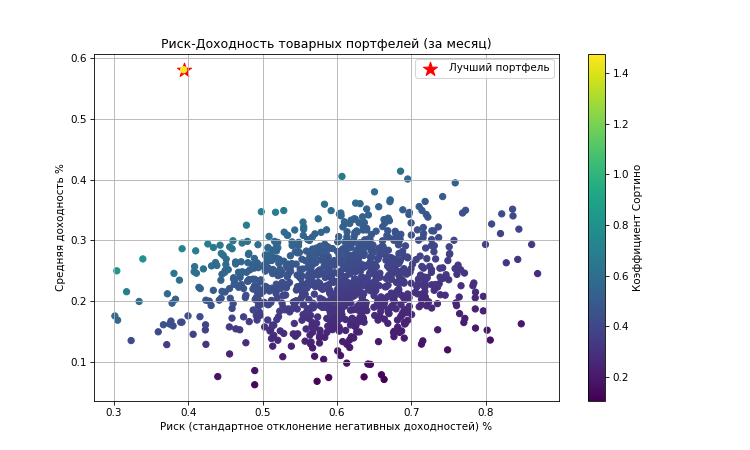 Риск-Доходность товарных портфелей (за месяц)
Лучший портфель
0.6
0.5
0.4
0.3
0.2
0.1
Средняя доходность %
0.3 0.4 0.5 0.6 0.7 0.8
Риск (стандартное отклонение негативных доходностей) %
1.4
1.2
1.0
0.8
0.6
0.4
0.2
Коэффициент Сортино